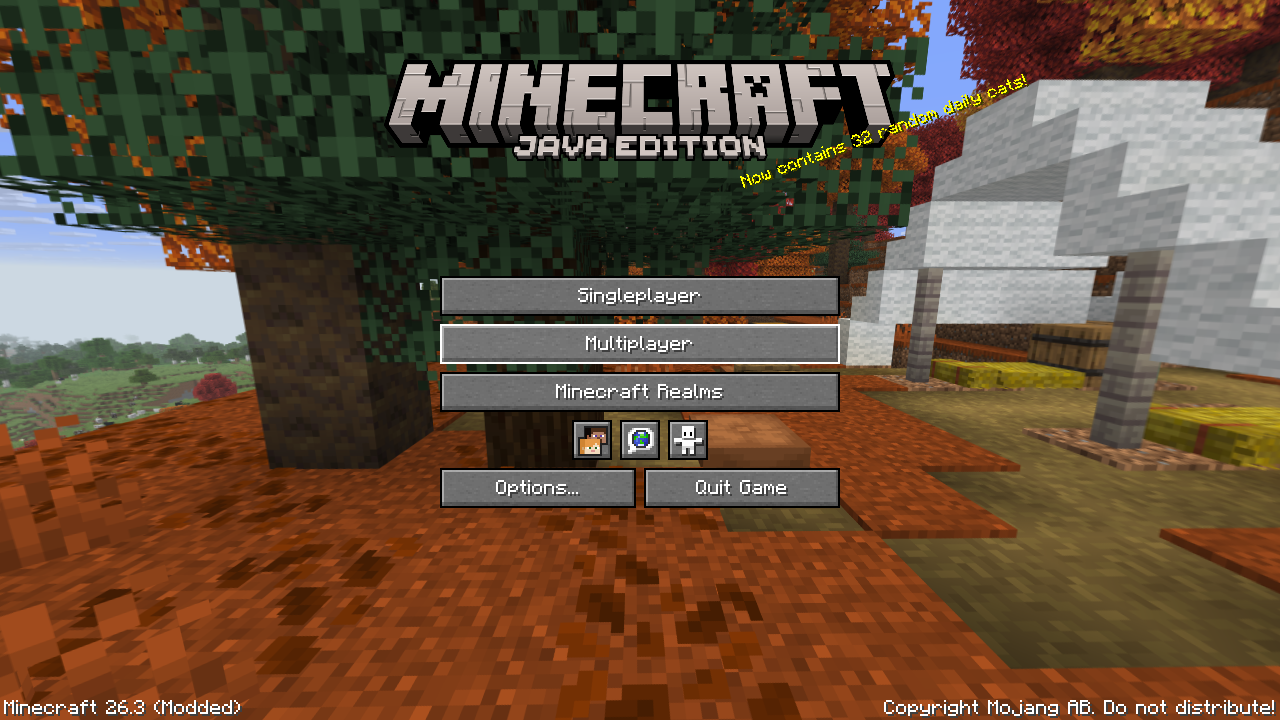 MINECRAFT
JAVA EDITION
Now contains 32 random daily cats!
Singleplayer
Multiplayer
Minecraft Realms
Options...
Quit Game
Minecraft 26.3 (Modded)
Copyright Mojang AB. Do not distribute!